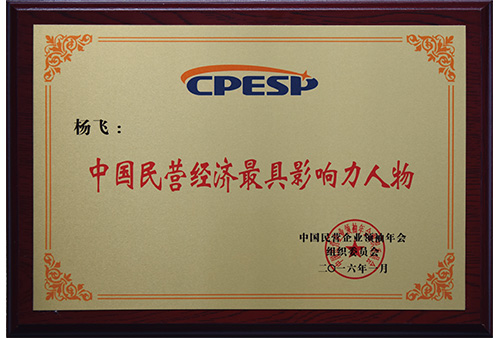 CPESP
杨飞：
中国民营经济最具影响力人物
中国民营企业领袖年会
组织委员会
二〇一六年一月